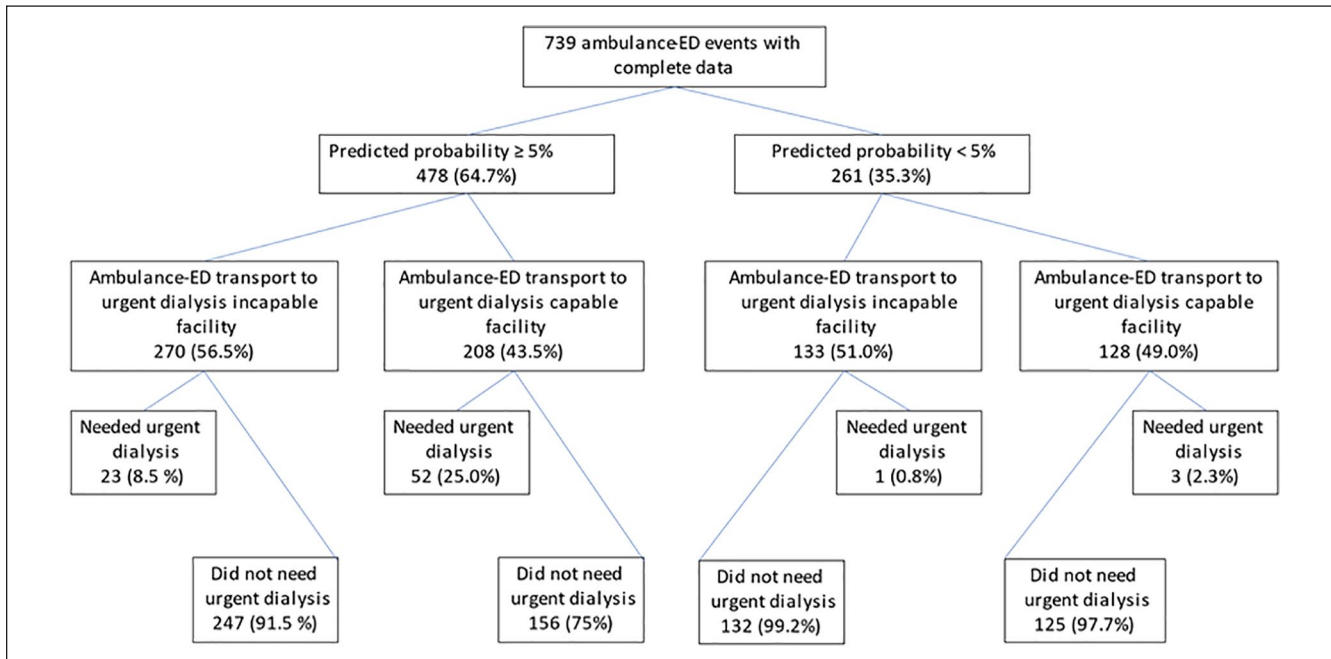 739 ambulance-ED events with
complete data
Predicted probability ≥ 5%
478 (64.7%)
Predicted probability < 5%
261 (35.3%)
Ambulance-ED transport to
urgent dialysis incapable
facility
270 (56.5%)
Ambulance-ED transport to
urgent dialysis capable
facility
208 (43.5%)
Ambulance-ED transport to
urgent dialysis incapable
facility
133 (51.0%)
Ambulance-ED transport to
urgent dialysis capable
facility
128 (49.0%)
Needed urgent
dialysis
23 (8.5 %)
Needed urgent
dialysis
52 (25.0%)
Needed urgent
dialysis
1 (0.8%)
Needed urgent
dialysis
3 (2.3%)
Did not need
urgent dialysis
247 (91.5 %)
Did not need
urgent dialysis
156 (75%)
Did not need
urgent dialysis
132 (99.2%)
Did not need
urgent dialysis
125 (97.7%)